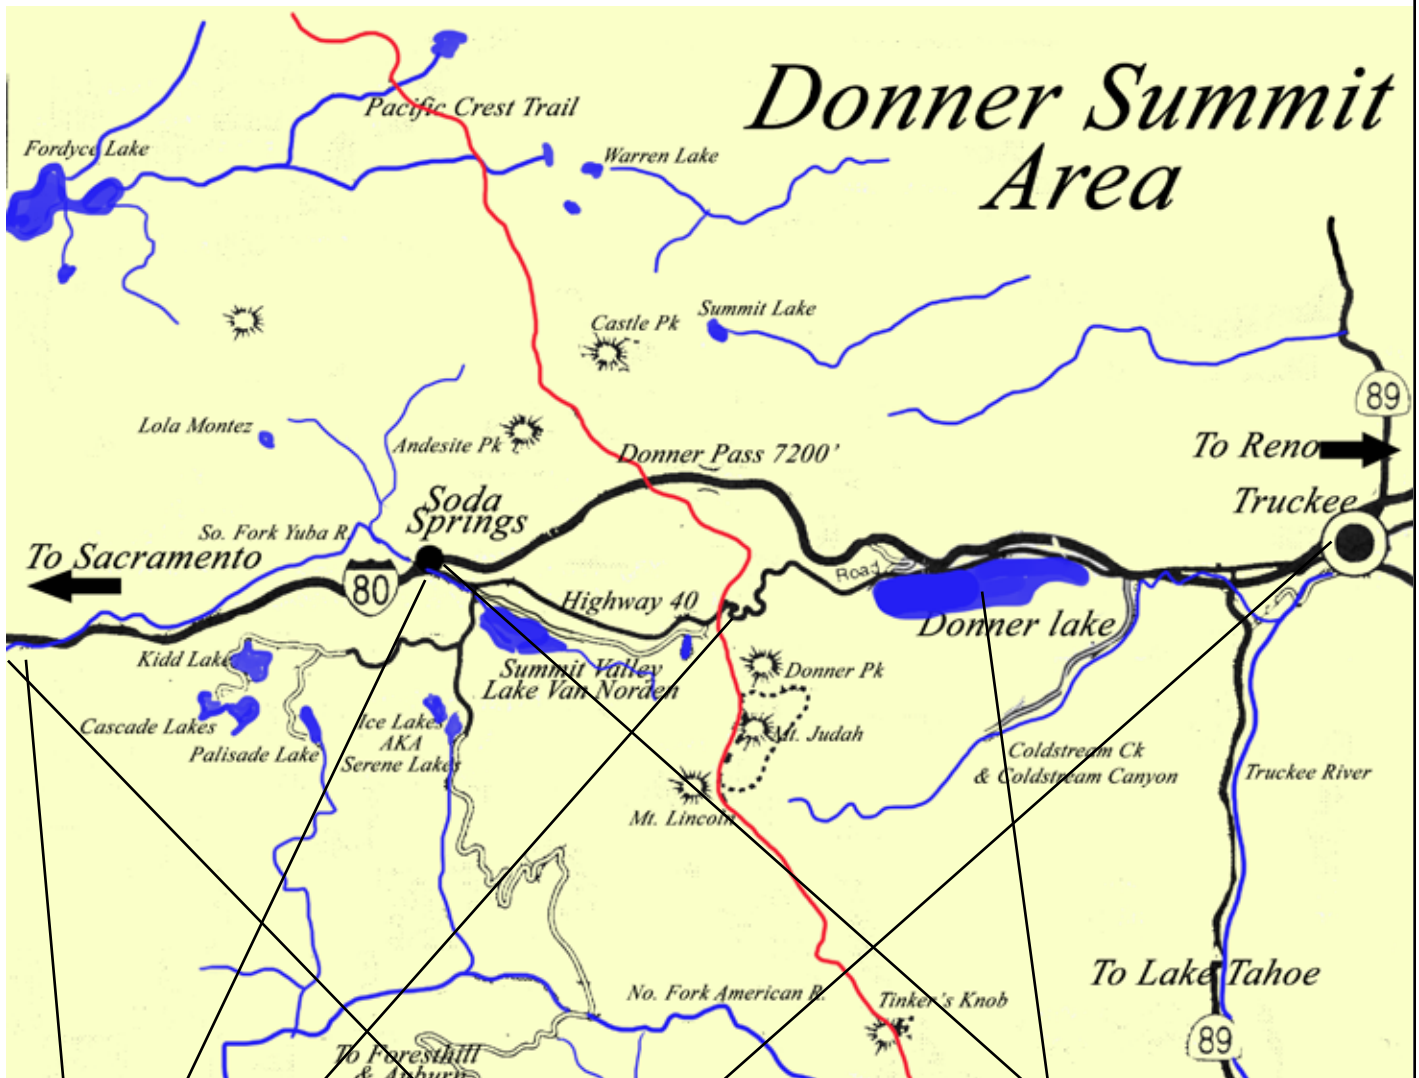 Donner Summit
Area
Pacific Crest Trail
Fordyce Lake
Warren Lake
Castle Pk
Summit Lake
89
Lola Montez
Andesite Pk
Donner Pass 7200'
To Reno
Truckee
Soda
Springs
So. Fork Yuba R
To Sacramento
80
Road
Highway 40
Donner lake
Kidd Lake
Summit Valley
Lake Van Norden
Donner Pk
Cascade Lakes
Ice Lakes
AKA
Serene Lakes
Palisade Lake
Mt. Judah
Coldstream Ck
& Coldstream Canyon
Truckee River
Mt. Lincoln
To Lake Tahoe
No. Fork American R.
Tinker's Knob
89
To Foresthill
& Auburn